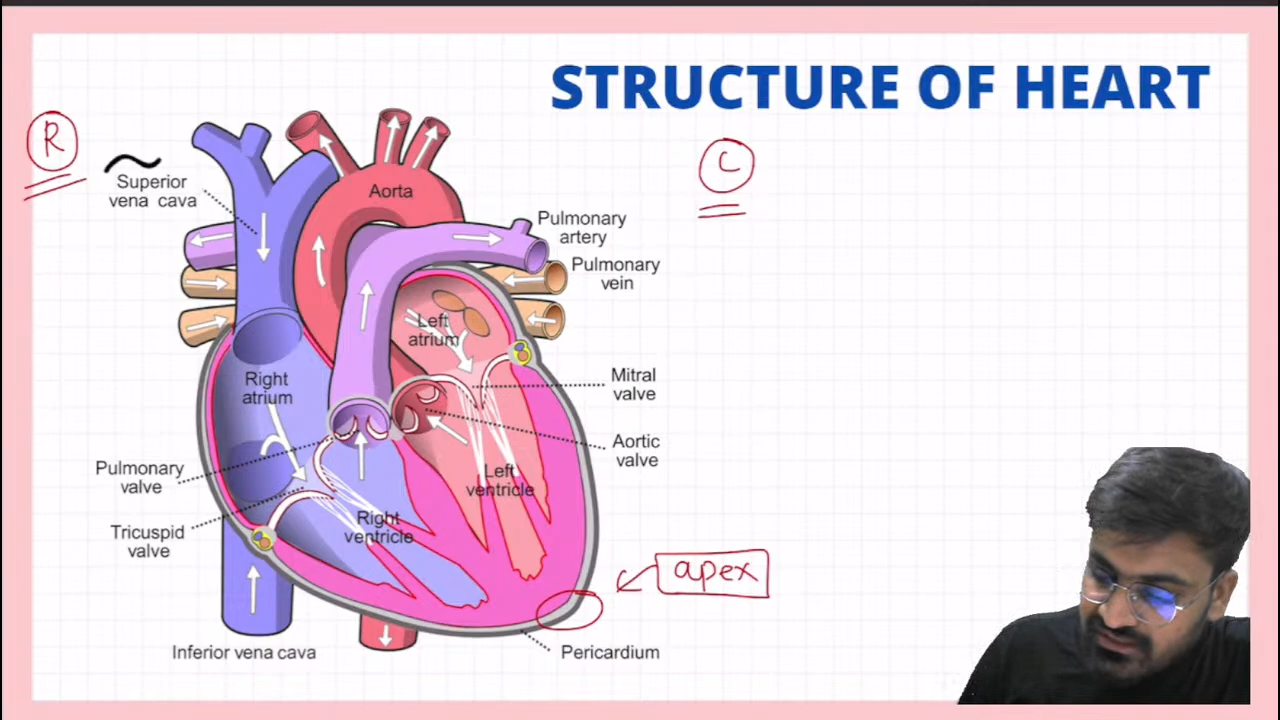 STRUCTURE OF HEART
R
Superior
vena cava
Aorta
C
Pulmonary
artery
Pulmonary
vein
Left
atrium
Right
atrium
Mitral
valve
Aortic
valve
Pulmonary
valve
Left
ventricle
Tricuspid
valve
Right
ventricle
apex
Inferior vena cava
Pericardium